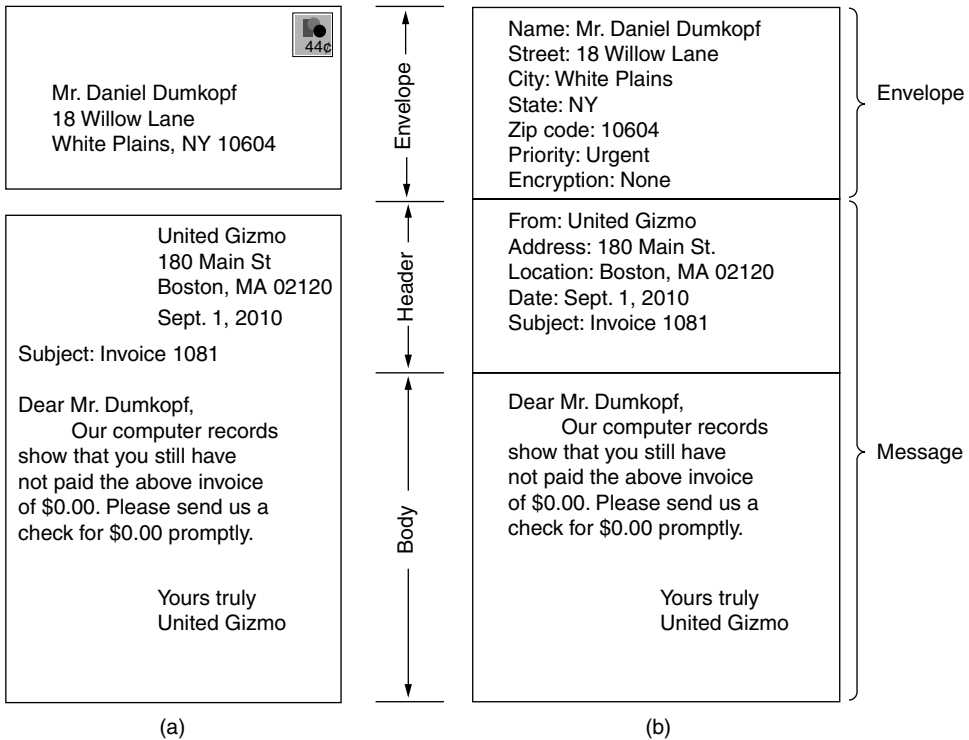 44¢
Mr. Daniel Dumkopf
18 Willow Lane
White Plains, NY 10604
United Gizmo
180 Main St
Boston, MA 02120
Sept. 1, 2010
Subject: Invoice 1081
Dear Mr. Dumkopf,
Our computer records
show that you still have
not paid the above invoice
of $0.00. Please send us a
check for $0.00 promptly.
Yours truly
United Gizmo
(a)
Envelope
Header
Body
Name: Mr. Daniel Dumkopf
Street: 18 Willow Lane
City: White Plains
State: NY
Zip code: 10604
Priority: Urgent
Encryption: None
From: United Gizmo
Address: 180 Main St.
Location: Boston, MA 02120
Date: Sept. 1, 2010
Subject: Invoice 1081
Dear Mr. Dumkopf,
Our computer records
show that you still have
not paid the above invoice
of $0.00. Please send us a
check for $0.00 promptly.
Yours truly
United Gizmo
(b)
Envelope
Message